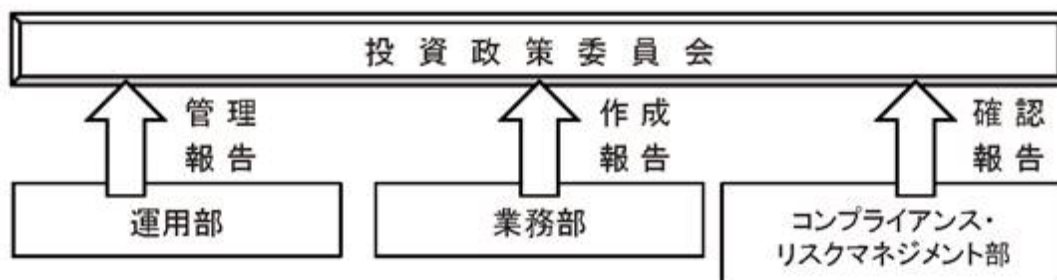 投資政策委員会
管理
報告
作成
報告
確認
報告
運用部
業務部
コンプライアンス・
リスクマネジメント部